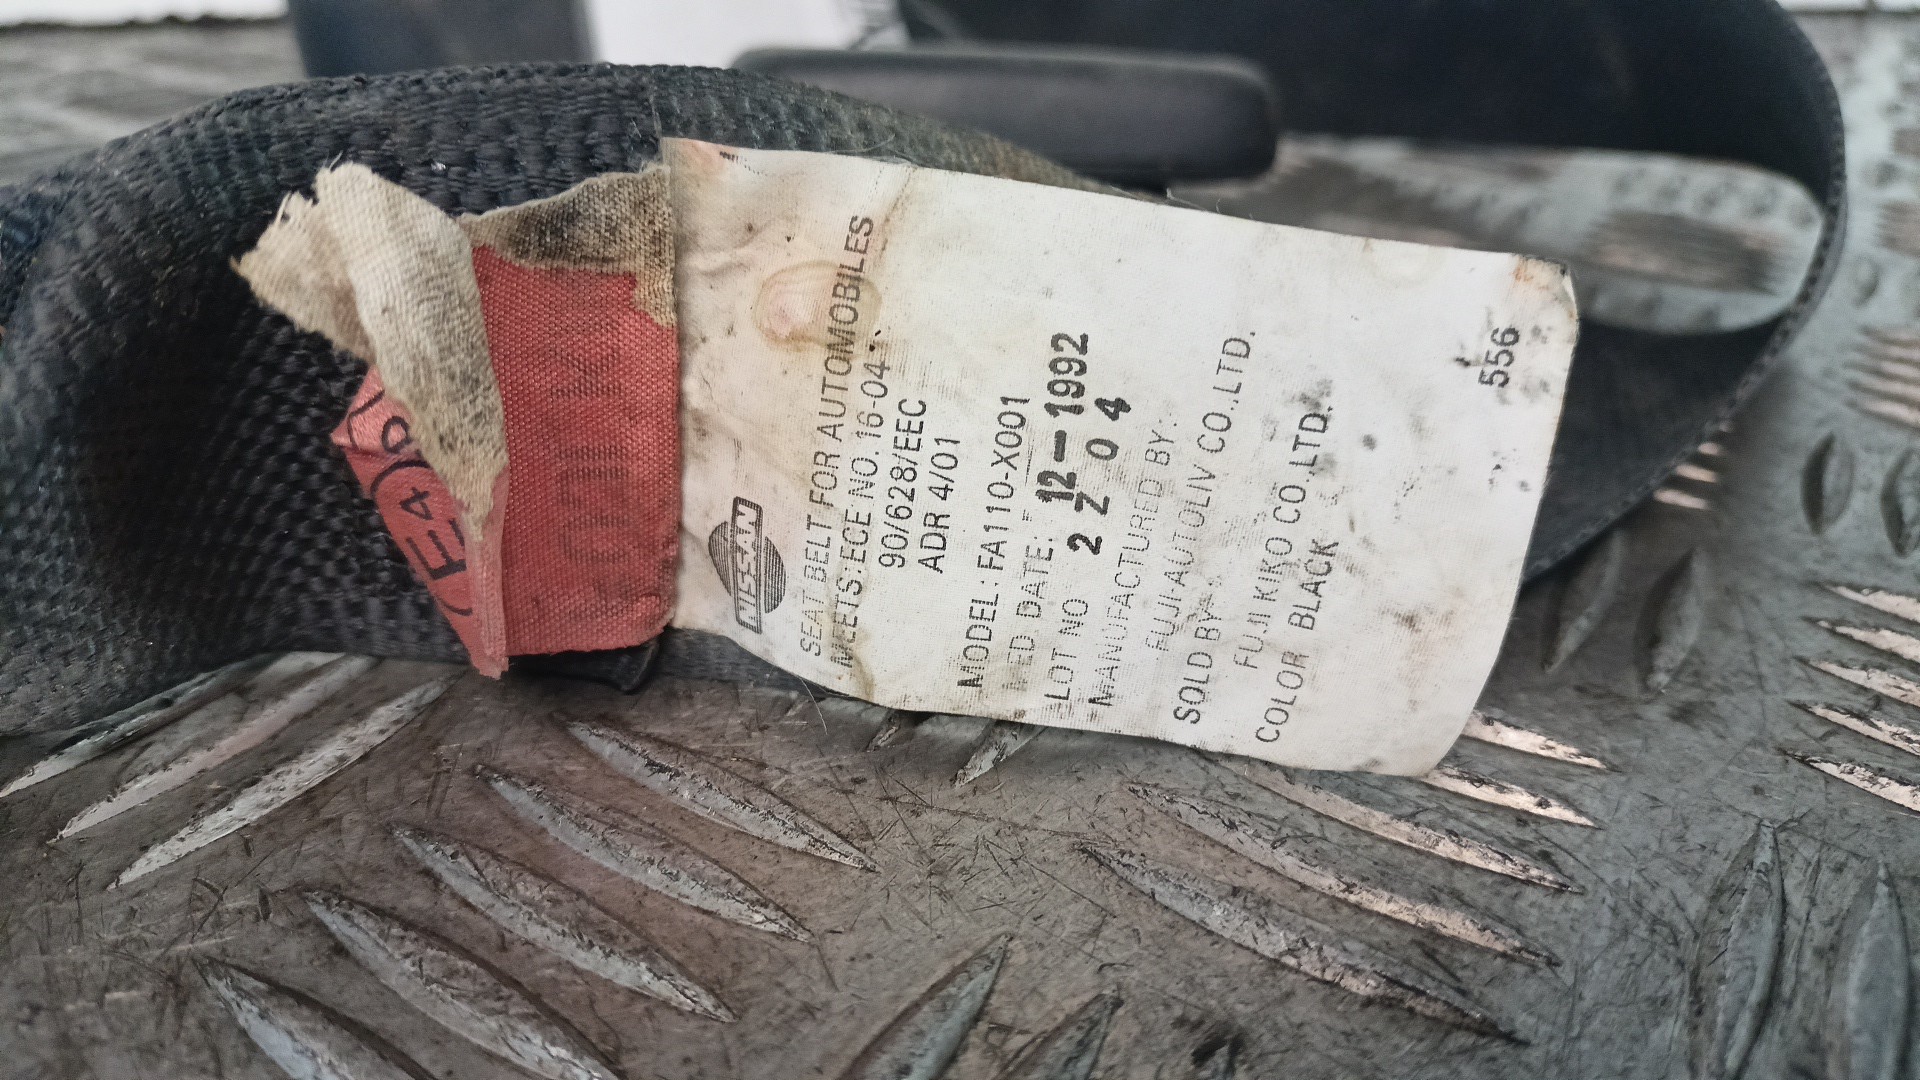 NISSAN
SEAT BELT FOR AUTOMOBILES
MEETS: ECE NO. 16-04
90/628/EEC
ADR 4/01
MODEL: FA110-X001
MFD DATE: 12-1992
LOT NO 2 Z 0 4
MANUFACTURED BY:
FUJI-AUTOLIV CO., LTD.
SOLD BY
FUJI KIKO CO., LTD.
COLOR BLACK
556
(E4)